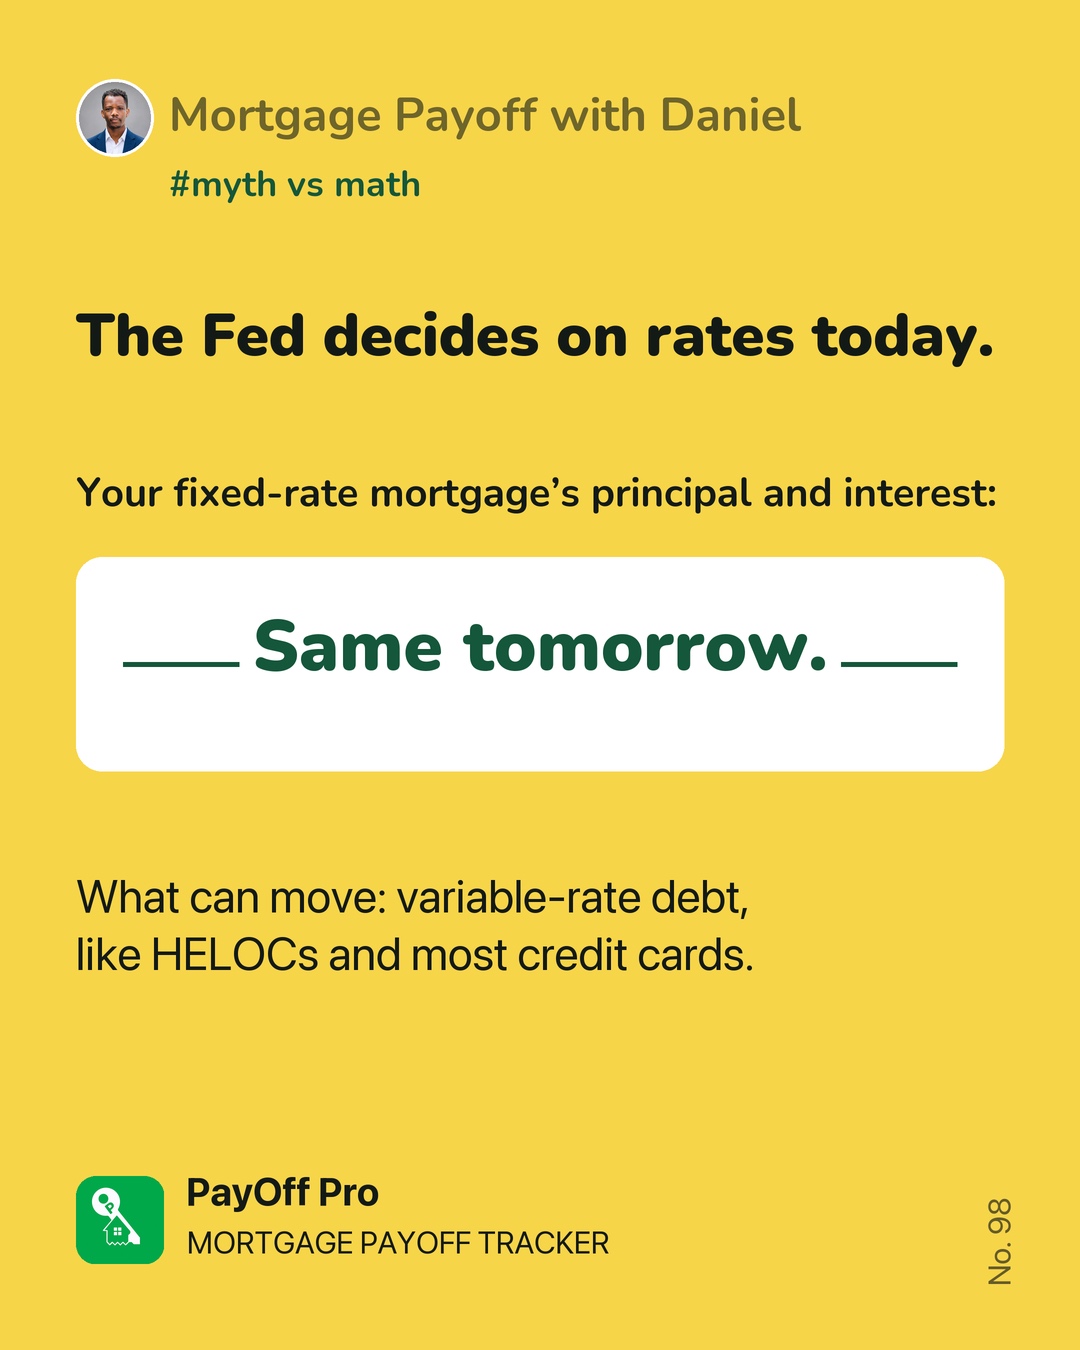 Mortgage Payoff with Daniel
#myth vs math
The Fed decides on rates today.
Your fixed-rate mortgage’s principal and interest:
Same tomorrow.
What can move: variable-rate debt,
like HELOCs and most credit cards.
PayOff Pro
MORTGAGE PAYOFF TRACKER
No. 98